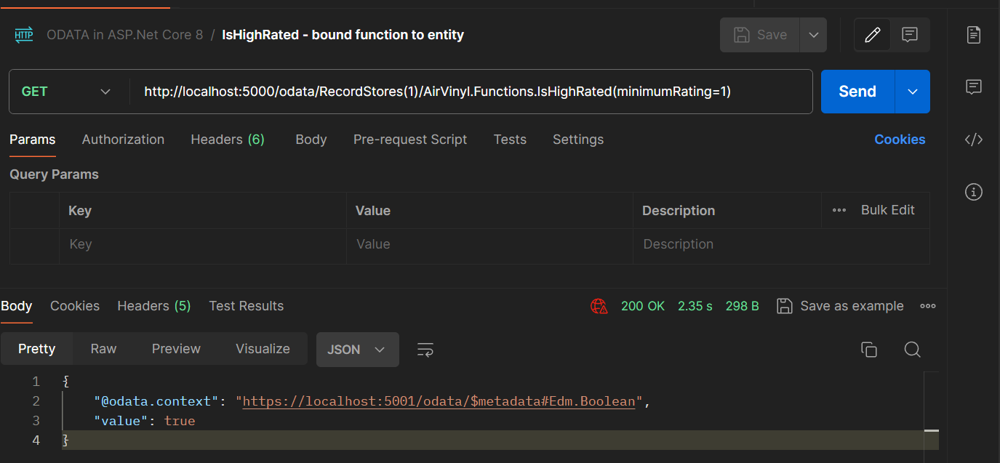 HTTP ODATA in ASP.Net Core 8 / IsHighRated - bound function to entity Save
GET http://localhost:5000/odata/RecordStores(1)/AirVinyl.Functions.IsHighRated(minimumRating=1) Send
Params Authorization Headers (6) Body Pre-request Script Tests Settings Cookies
Query Params
Key Value Description Bulk Edit
Key Value Description
Body Cookies Headers (5) Test Results 200 OK 2.35 s 298 B Save as example
Pretty Raw Preview Visualize JSON
1 {
2 "@odata.context": "https://localhost:5001/odata/$metadata#Edm.Boolean",
3 "value": true
4 }